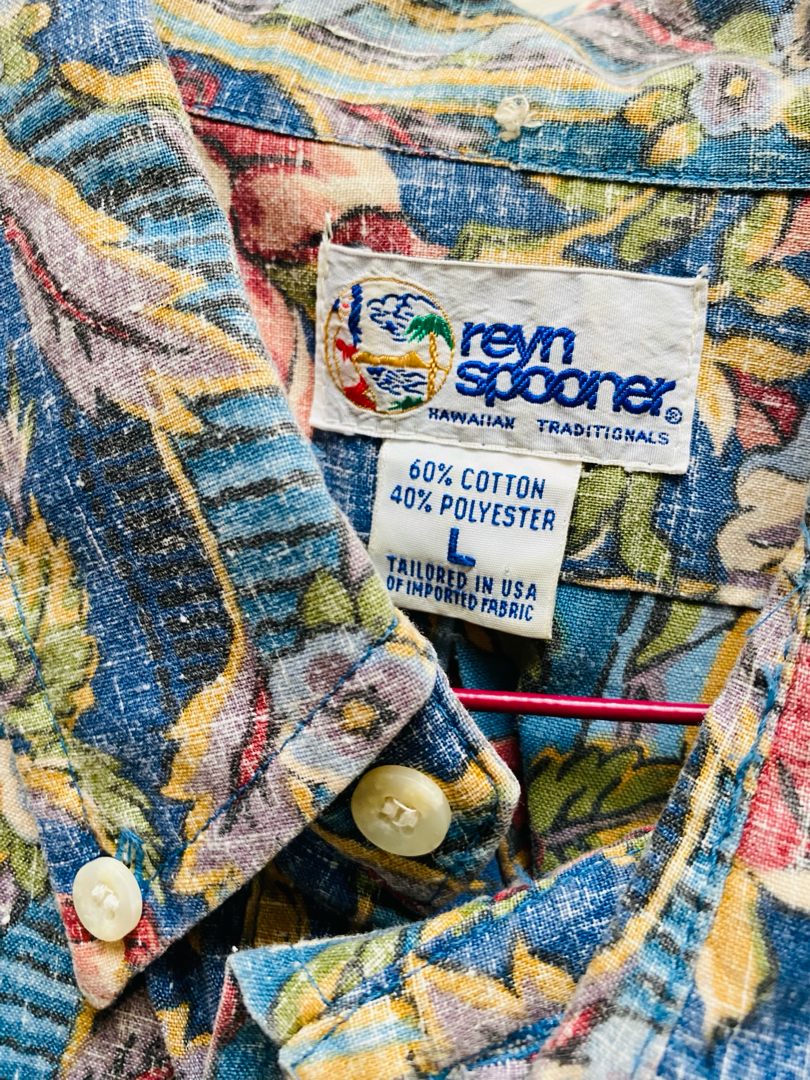 reyn
spooner®
HAWAIIAN TRADITIONALS
60% COTTON
40% POLYESTER
L
TAILORED IN USA
OF IMPORTED FABRIC